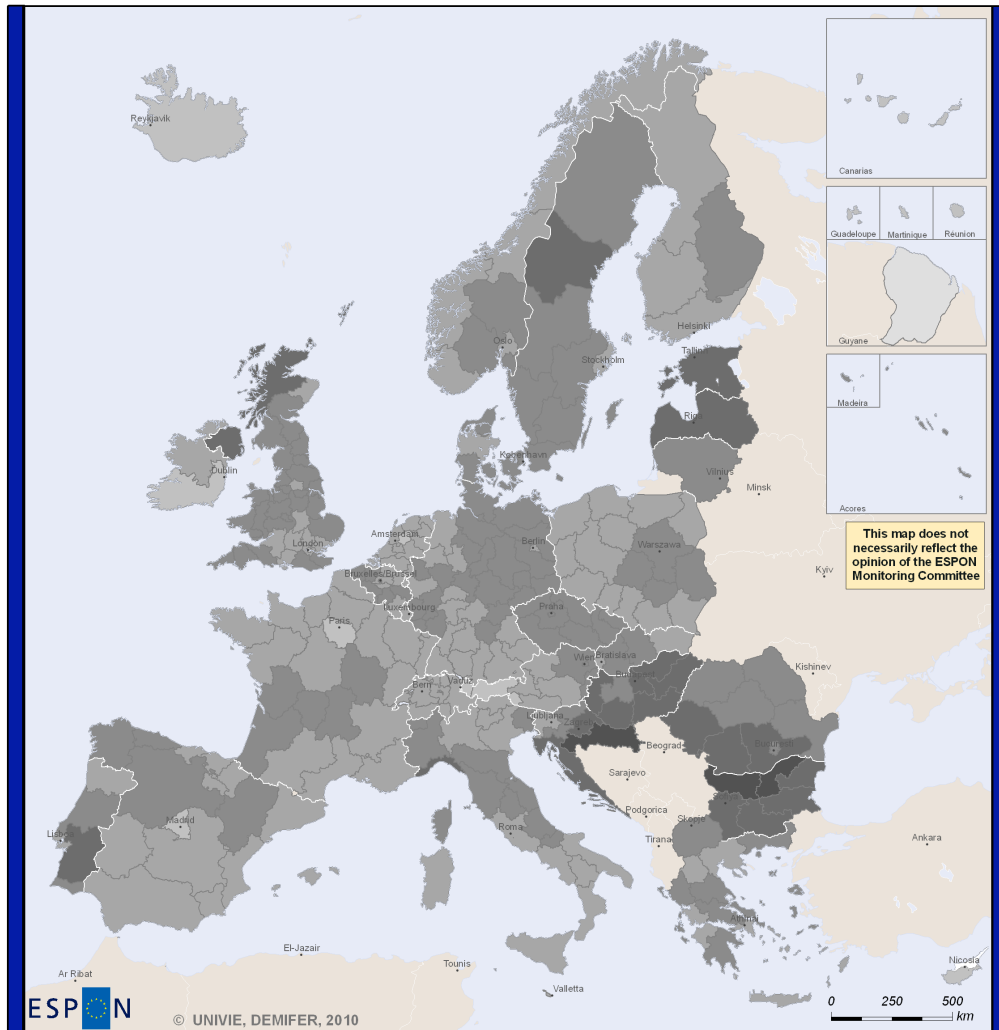 Reykjavik
Canarias
Guadeloupe
Martinique
Réunion
Guyane
Madeira
Acores
This map does not
necessarily reflect the
opinion of the ESPON
Monitoring Committee
Oslo
Helsinki
Stockholm
Tallinn
Riga
Dublin
København
Vilnius
Minsk
London
Amsterdam
Berlin
Warszawa
Kyiv
Bruxelles/Brussel
Luxembourg
Praha
Paris
Wien
Bratislava
Kishinev
Bern
Vaduz
Ljubljana
Beograd
Sarajevo
Podgorica
Skopje
Tirana
Ankara
Madrid
Lisboa
Roma
Athinai
El-Jazair
Tounis
Valletta
Nicosia
Ar Ribat
0 250 500
km
ESPON
© UNIVIE, DEMIFER, 2010